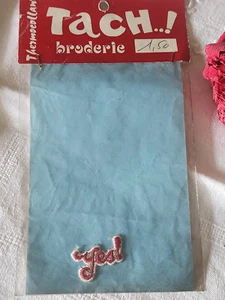 Thermocollant
TACH..!
broderie
1,50
yes!